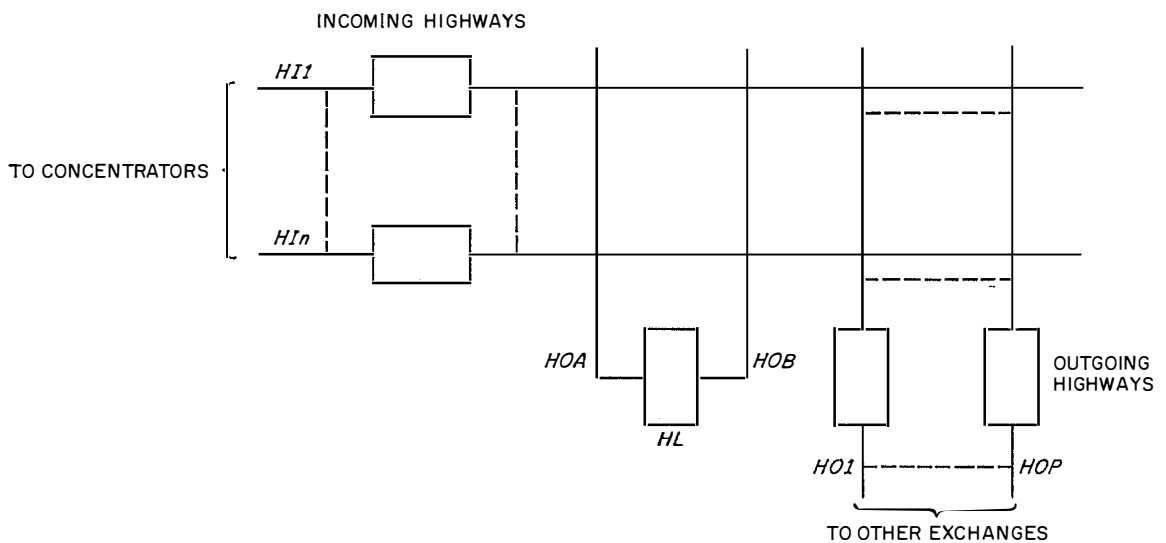 INCOMING HIGHWAYS
HI1
TO CONCENTRATORS
HIn
HOA
HOB
OUTGOING
HIGHWAYS
HL
HO1
HOP
TO OTHER EXCHANGES